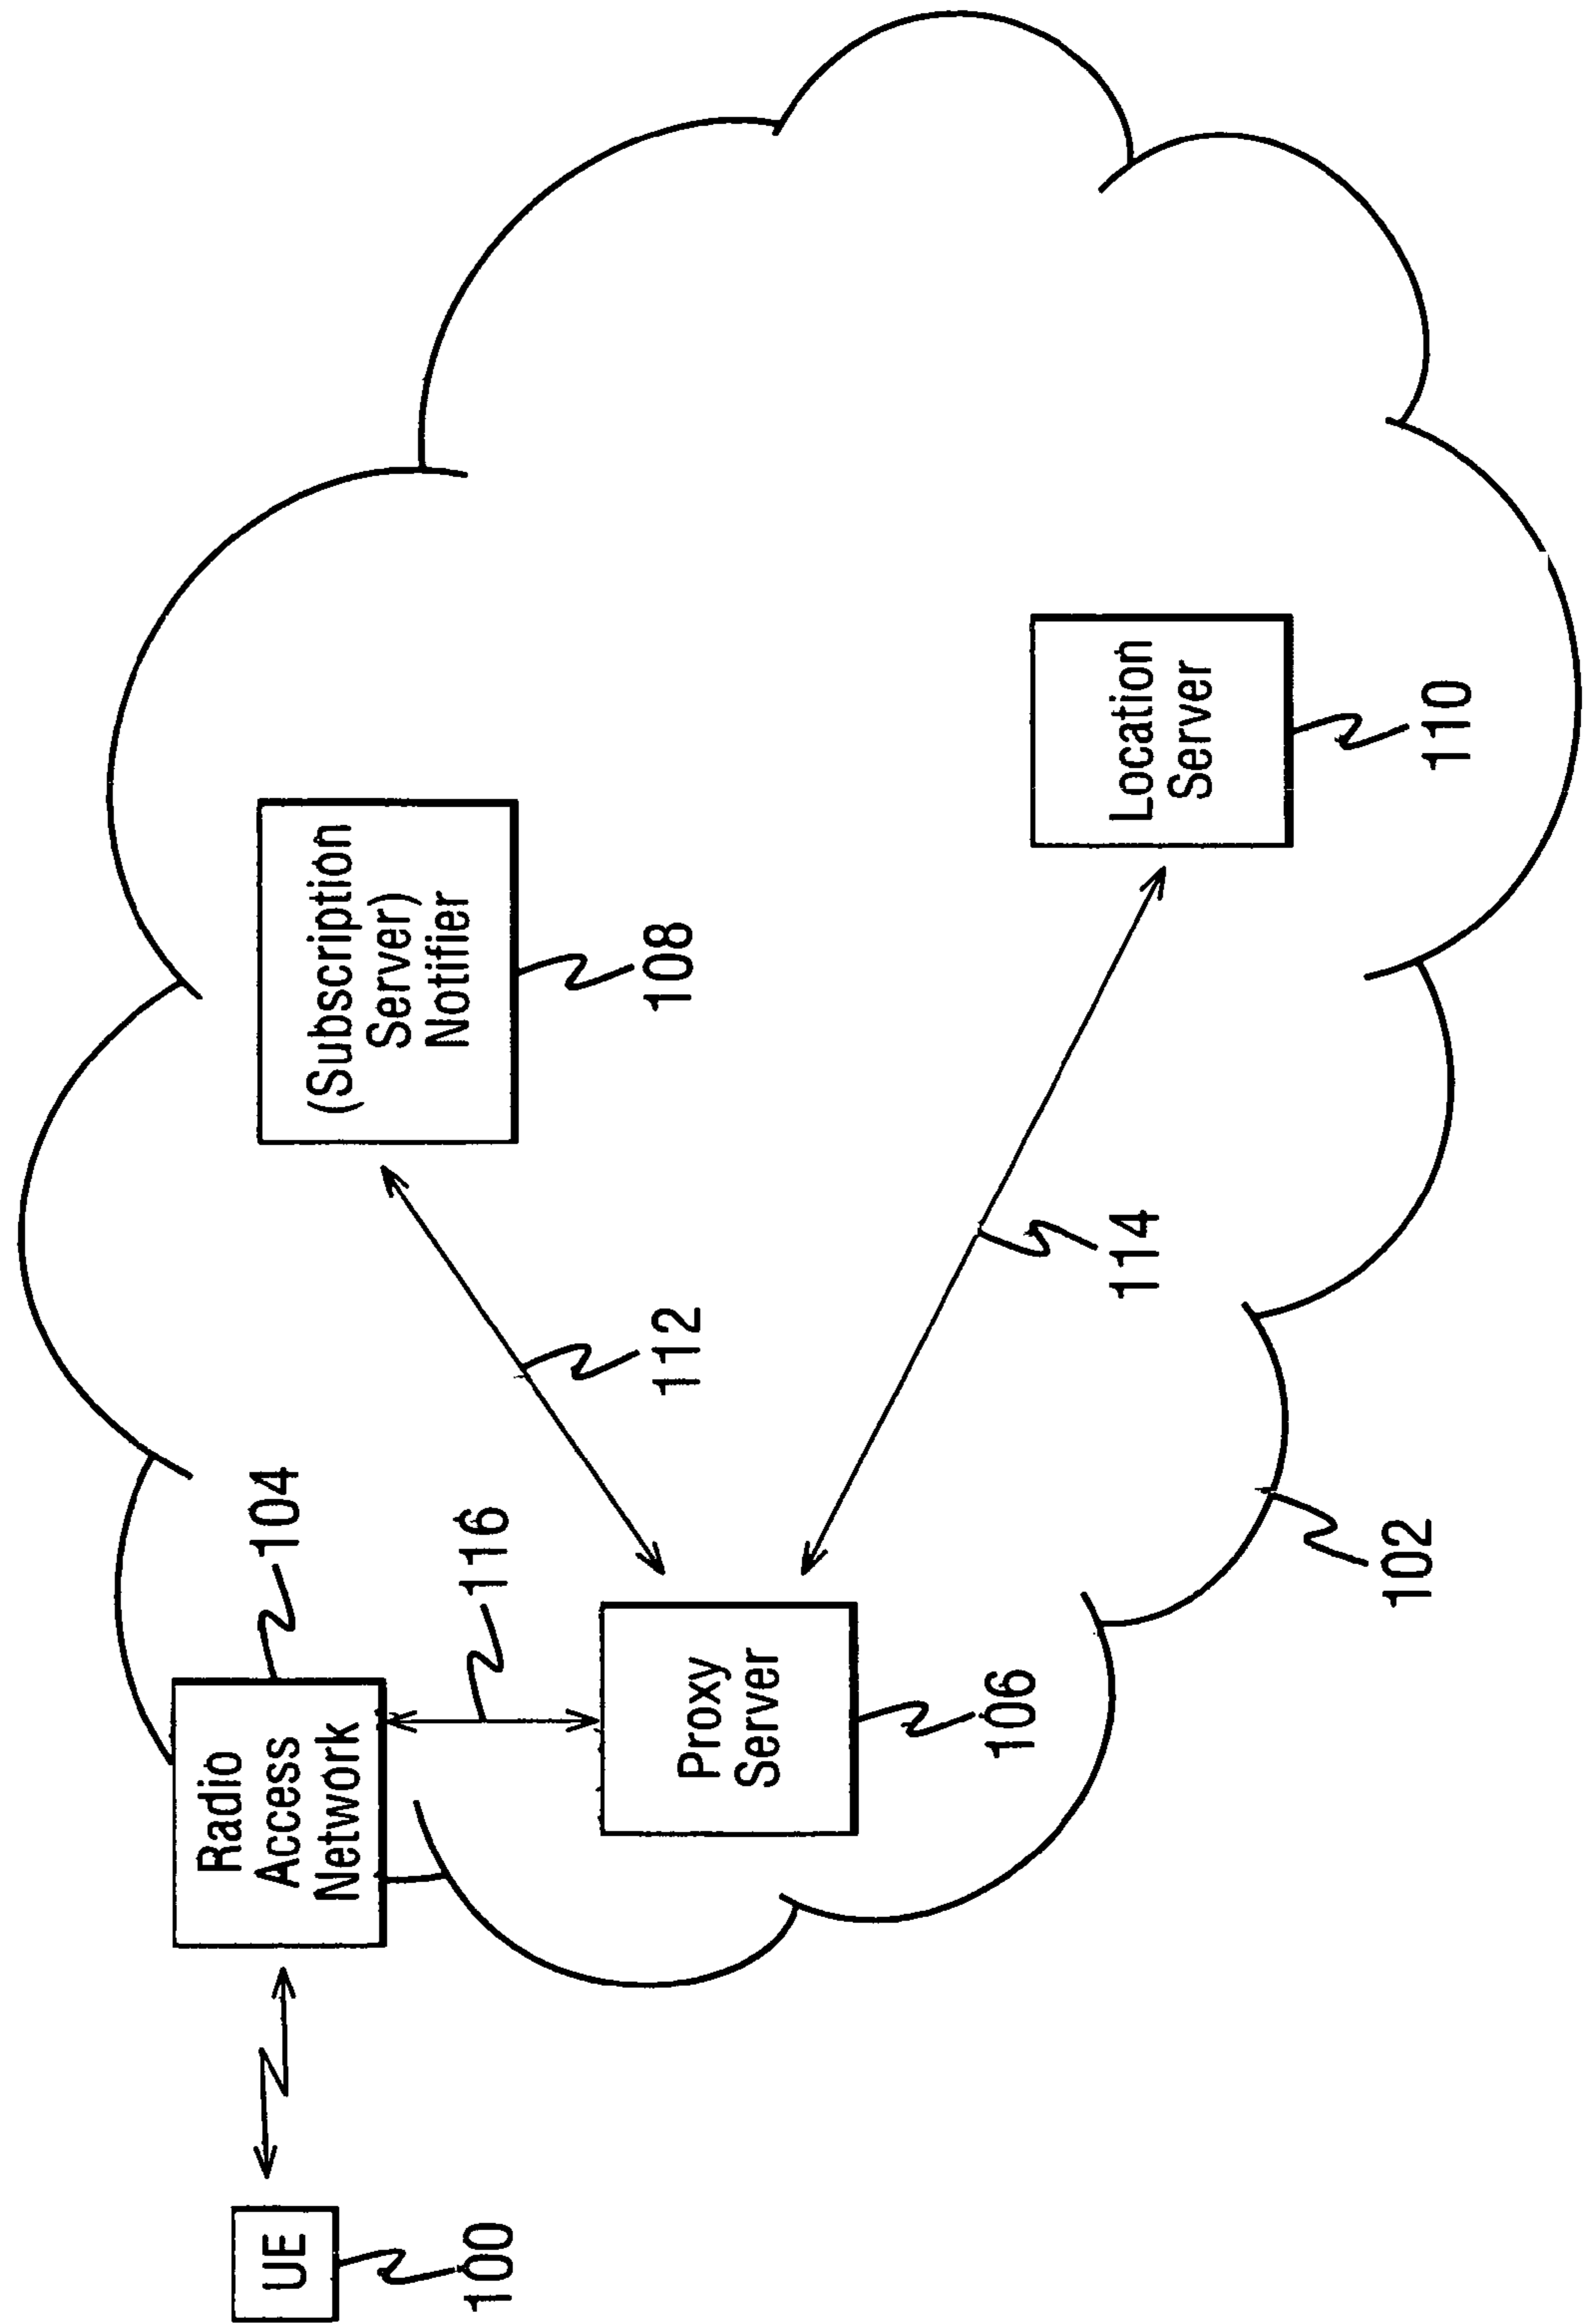 UE
100
Radio
Access
Network
104
116
Proxy
Server
106
112
(Subscription
Server)
Notifier
108
114
Location
Server
110
102